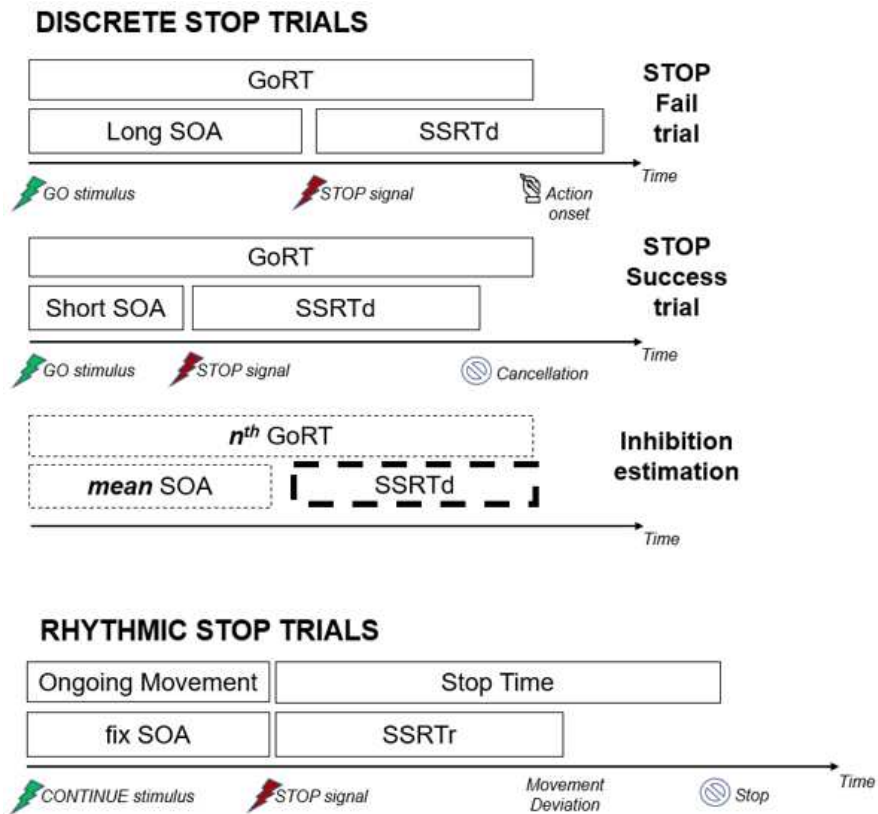 DISCRETE STOP TRIALS
GoRT
STOP
Fail
trial
Long SOA
SSRTd
Time
GO stimulus
STOP signal
Action
onset
GoRT
STOP
Success
trial
Short SOA
SSRTd
Time
GO stimulus
STOP signal
Cancellation
nth GoRT
Inhibition
estimation
mean SOA
SSRTd
Time
RHYTHMIC STOP TRIALS
Ongoing Movement
Stop Time
fix SOA
SSRTr
Time
CONTINUE stimulus
STOP signal
Movement
Deviation
Stop